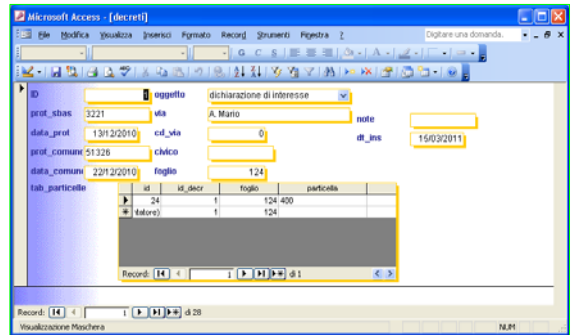 Microsoft Access - [decreti]
File Modifica Visualizza Inserisci Formato Record Strumenti Finestra ? Digitare una domanda.
G C S
ID 1 oggetto dichiarazione di interesse
prot_sbas 3221 via A. Mario note
data_prot 13/12/2010 cd_via 0 dt_ins 16/03/2011
prot_comune 51326 civico
data_comun 22/12/2010 foglio 124
tab_particelle id id_decr foglio particella
24 1 124 400
1 124
Record: 1 di 1
Record: 1 di 28
Visualizzazione Maschera NUM